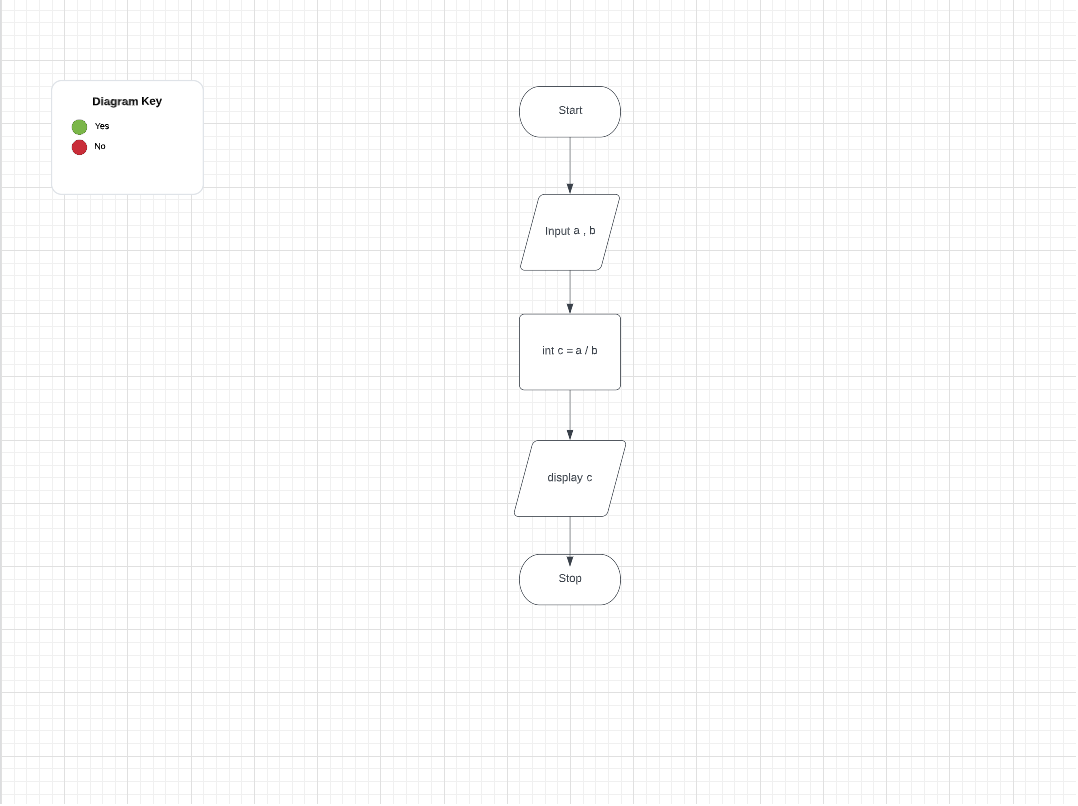 Diagram Key
Yes
No
Start
Input a , b
int c = a / b
display c
Stop